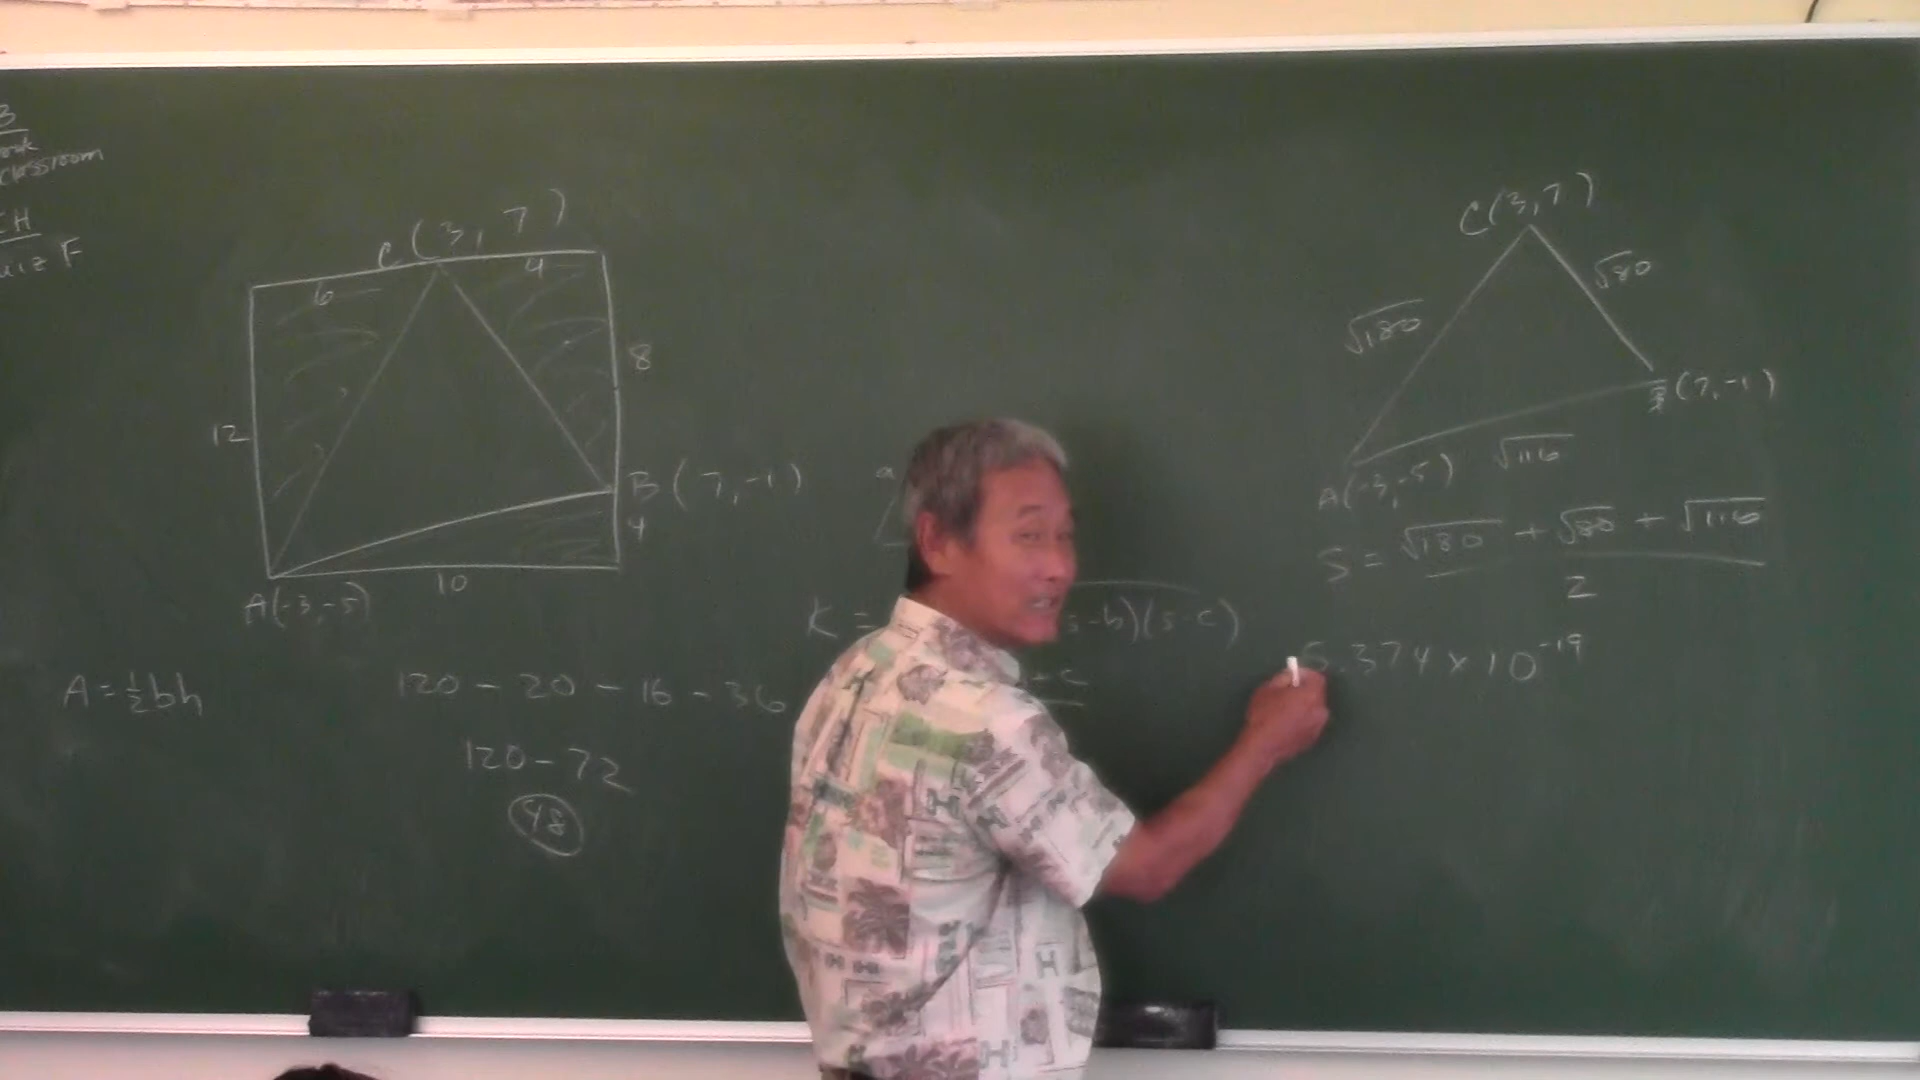 Classroom
C (3, 7)
6
4
12
8
B (7, -1)
4
10
A(-3, -5)
A = ½bh
120 - 20 - 16 - 36
120 - 72
48
a
K =
s-b)(s-c)
+ c
C(3, 7)
√180
√80
(7, -1)
√116
A(-3, -5)
S = √180 + √80 + √116
2
5.374 x 10⁻¹⁹